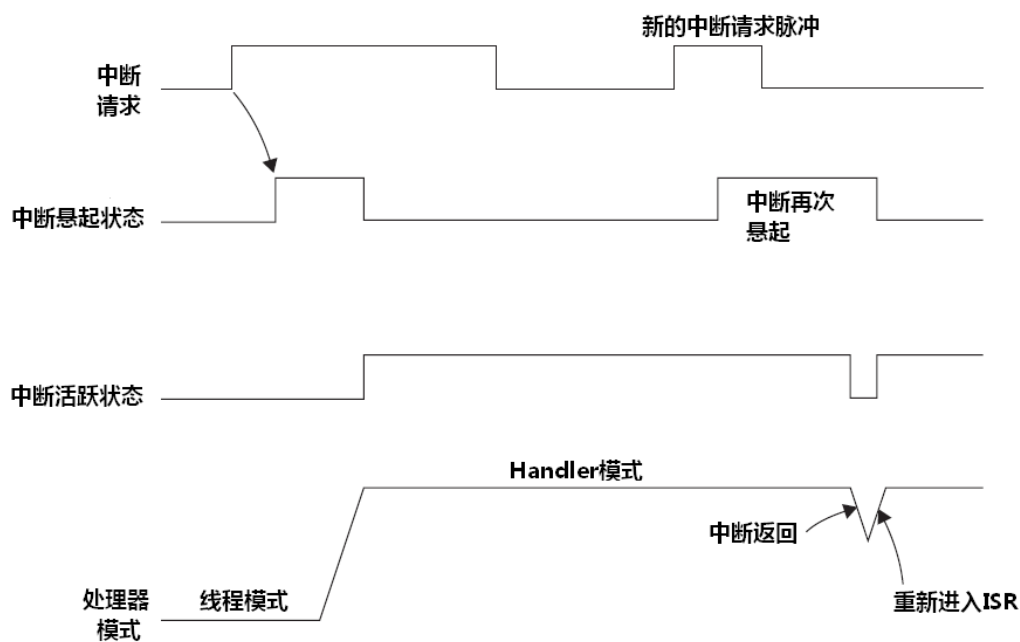 新的中断请求脉冲
中断
请求
中断悬起状态
中断再次
悬起
中断活跃状态
Handler模式
中断返回
处理器
模式
线程模式
重新进入ISR